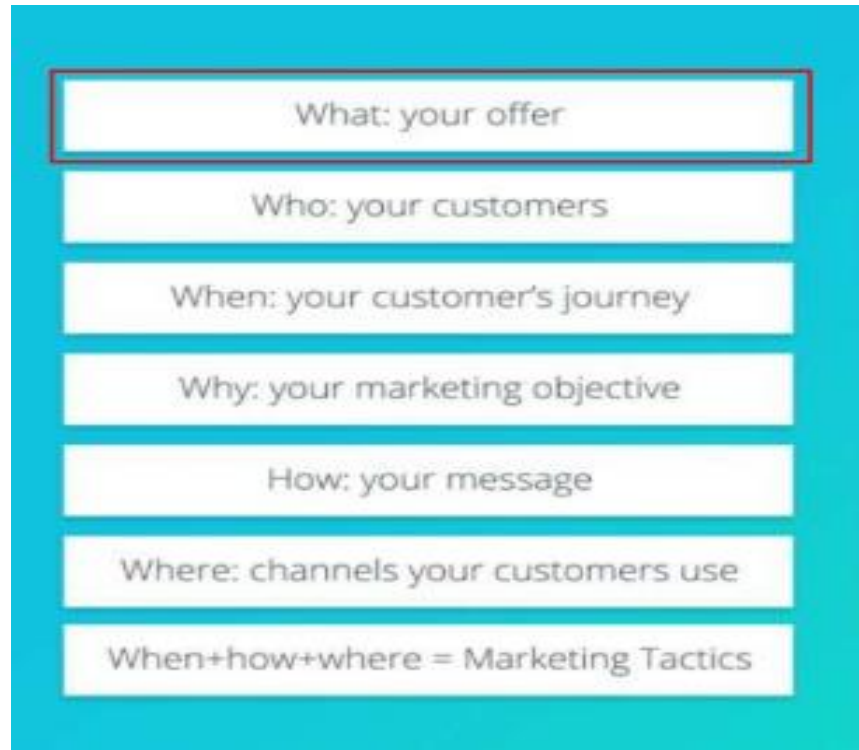 What: your offer
Who: your customers
When: your customer’s journey
Why: your marketing objective
How: your message
Where: channels your customers use
When+how+where = Marketing Tactics